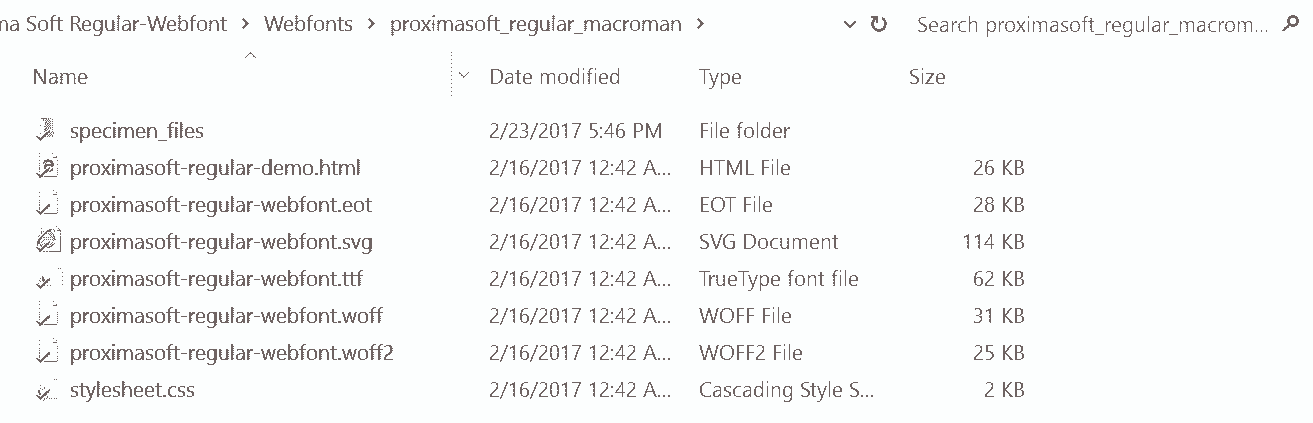 ma Soft Regular-Webfont > Webfonts > proximasoft_regular_macroman > Search proximasoft_regular_macrom...
Name Date modified Type Size
specimen_files 2/23/2017 5:46 PM File folder
proximasoft-regular-demo.html 2/16/2017 12:42 A... HTML File 26 KB
proximasoft-regular-webfont.eot 2/16/2017 12:42 A... EOT File 28 KB
proximasoft-regular-webfont.svg 2/16/2017 12:42 A... SVG Document 114 KB
proximasoft-regular-webfont.ttf 2/16/2017 12:42 A... TrueType font file 62 KB
proximasoft-regular-webfont.woff 2/16/2017 12:42 A... WOFF File 31 KB
proximasoft-regular-webfont.woff2 2/16/2017 12:42 A... WOFF2 File 25 KB
stylesheet.css 2/16/2017 12:42 A... Cascading Style S... 2 KB